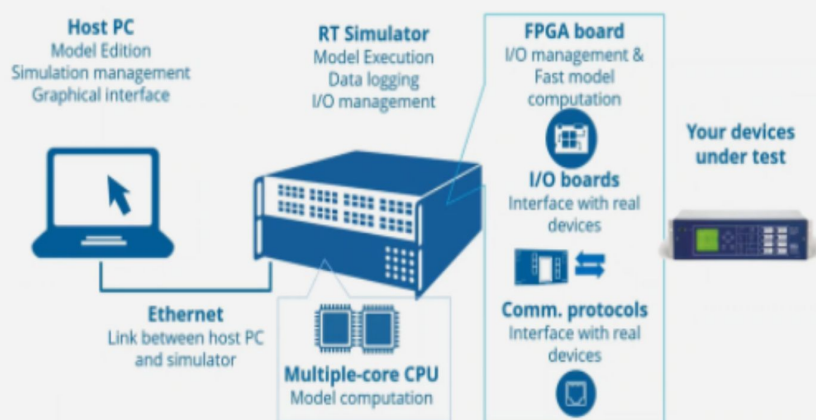 Host PC
Model Edition
Simulation management
Graphical interface
RT Simulator
Model Execution
Data logging
I/O management
FPGA board
I/O management &
Fast model
computation
Your devices
under test
I/O boards
Interface with real
devices
Ethernet
Link between host PC
and simulator
Multiple-core CPU
Model computation
Comm. protocols
Interface with real
devices